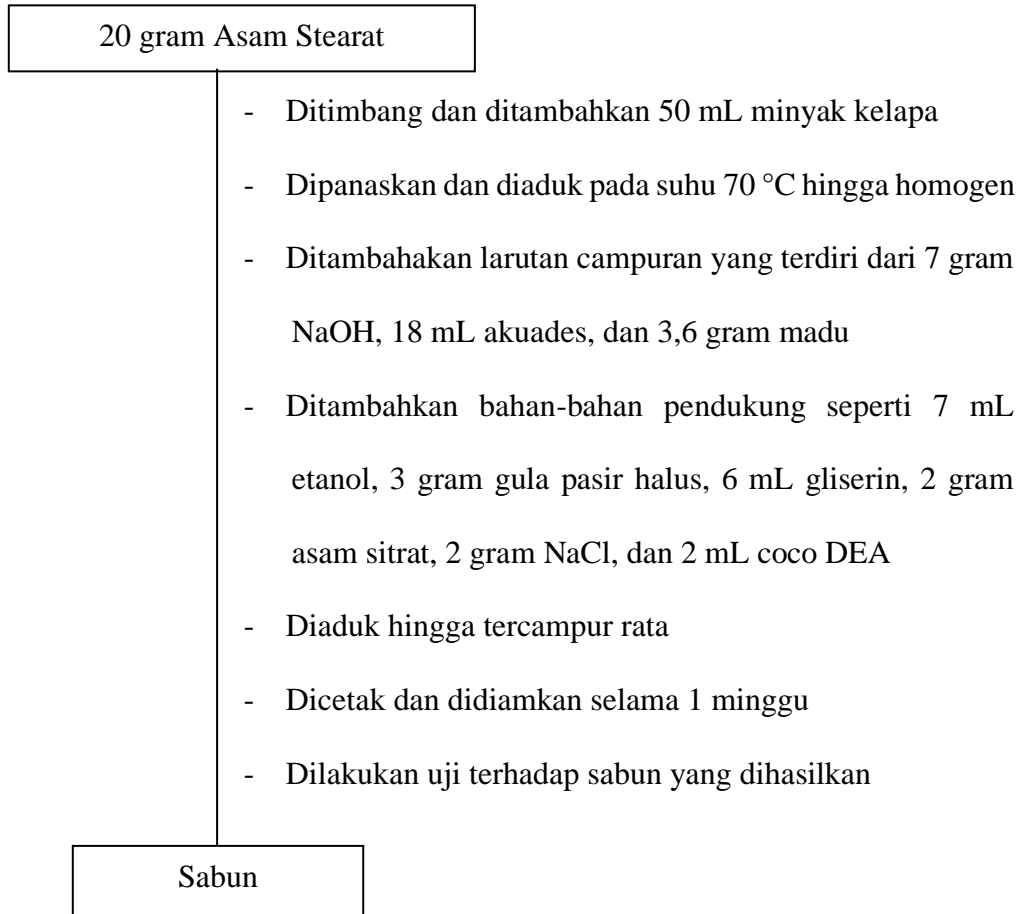 20 gram Asam Stearat
- Ditimbang dan ditambahkan 50 mL minyak kelapa
- Dipanaskan dan diaduk pada suhu 70 °C hingga homogen
- Ditambahakan larutan campuran yang terdiri dari 7 gram
NaOH, 18 mL akuades, dan 3,6 gram madu
- Ditambahkan bahan-bahan pendukung seperti 7 mL
etanol, 3 gram gula pasir halus, 6 mL gliserin, 2 gram
asam sitrat, 2 gram NaCl, dan 2 mL coco DEA
- Diaduk hingga tercampur rata
- Dicetak dan didiamkan selama 1 minggu
- Dilakukan uji terhadap sabun yang dihasilkan
Sabun